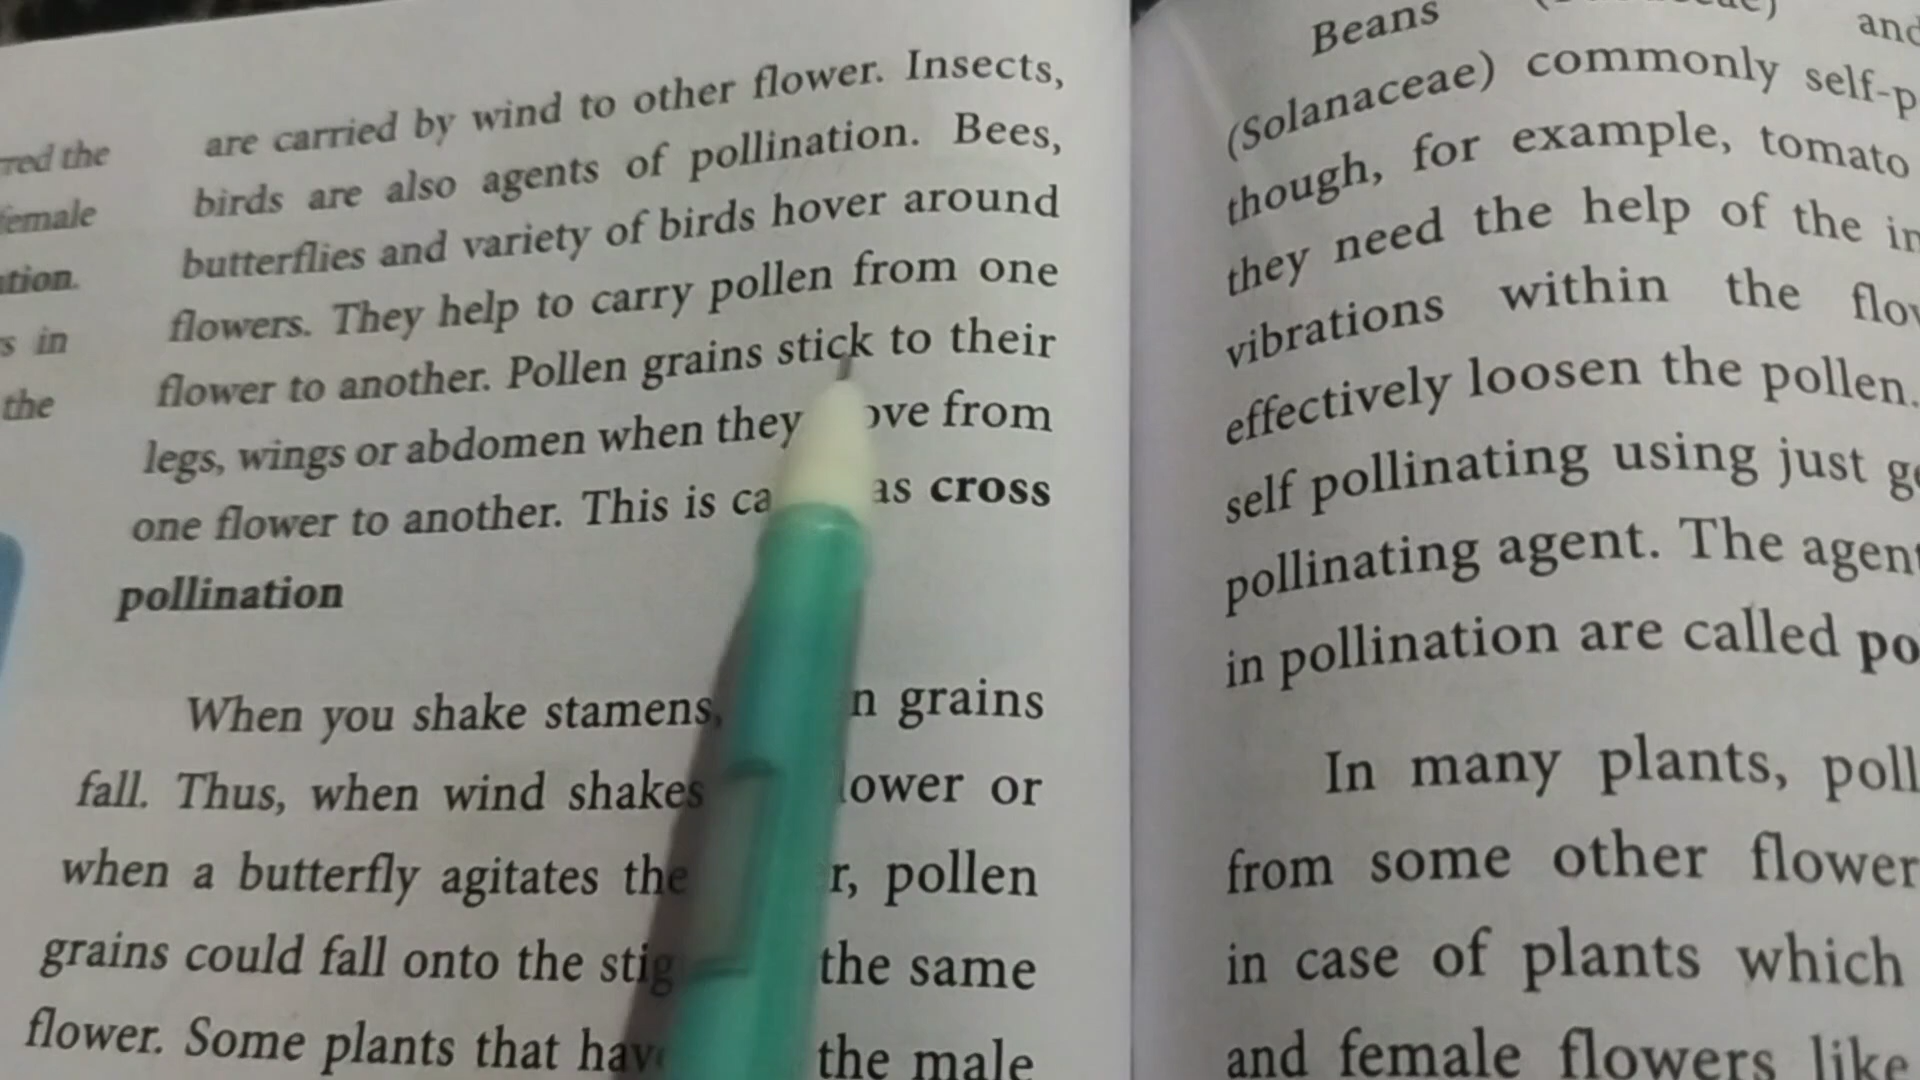 red the
female
ation.
s in
the
are carried by wind to other flower. Insects,
birds are also agents of pollination. Bees,
butterflies and variety of birds hover around
flowers. They help to carry pollen from one
flower to another. Pollen grains stick to their
legs, wings or abdomen when they ove from
one flower to another. This is ca as cross
pollination
When you shake stamens, n grains
fall. Thus, when wind shakes lower or
when a butterfly agitates the r, pollen
grains could fall onto the stig the same
flower. Some plants that have the male
Beans and
(Solanaceae) commonly self-p
though, for example, tomato
they need the help of the in
vibrations within the flow
effectively loosen the pollen.
self pollinating using just
pollinating agent. The agent
in pollination are called po
In many plants, poll
from some other flower
in case of plants which
and female flowers like